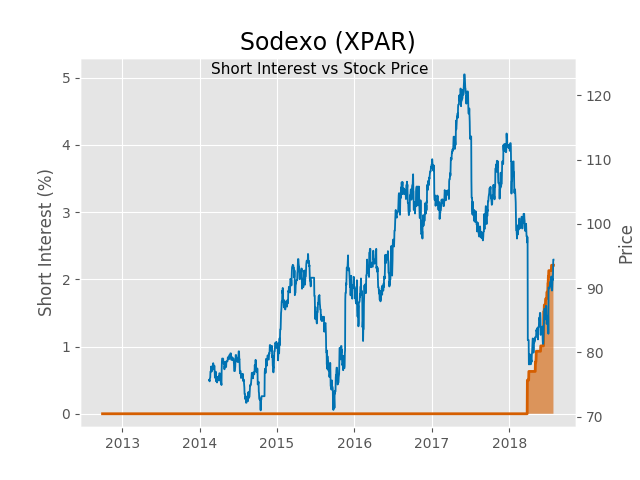 Sodexo (XPAR)
Short Interest vs Stock Price
Short Interest (%)
5
4
3
2
1
0
120
110
100
90
80
70
Price
2013 2014 2015 2016 2017 2018